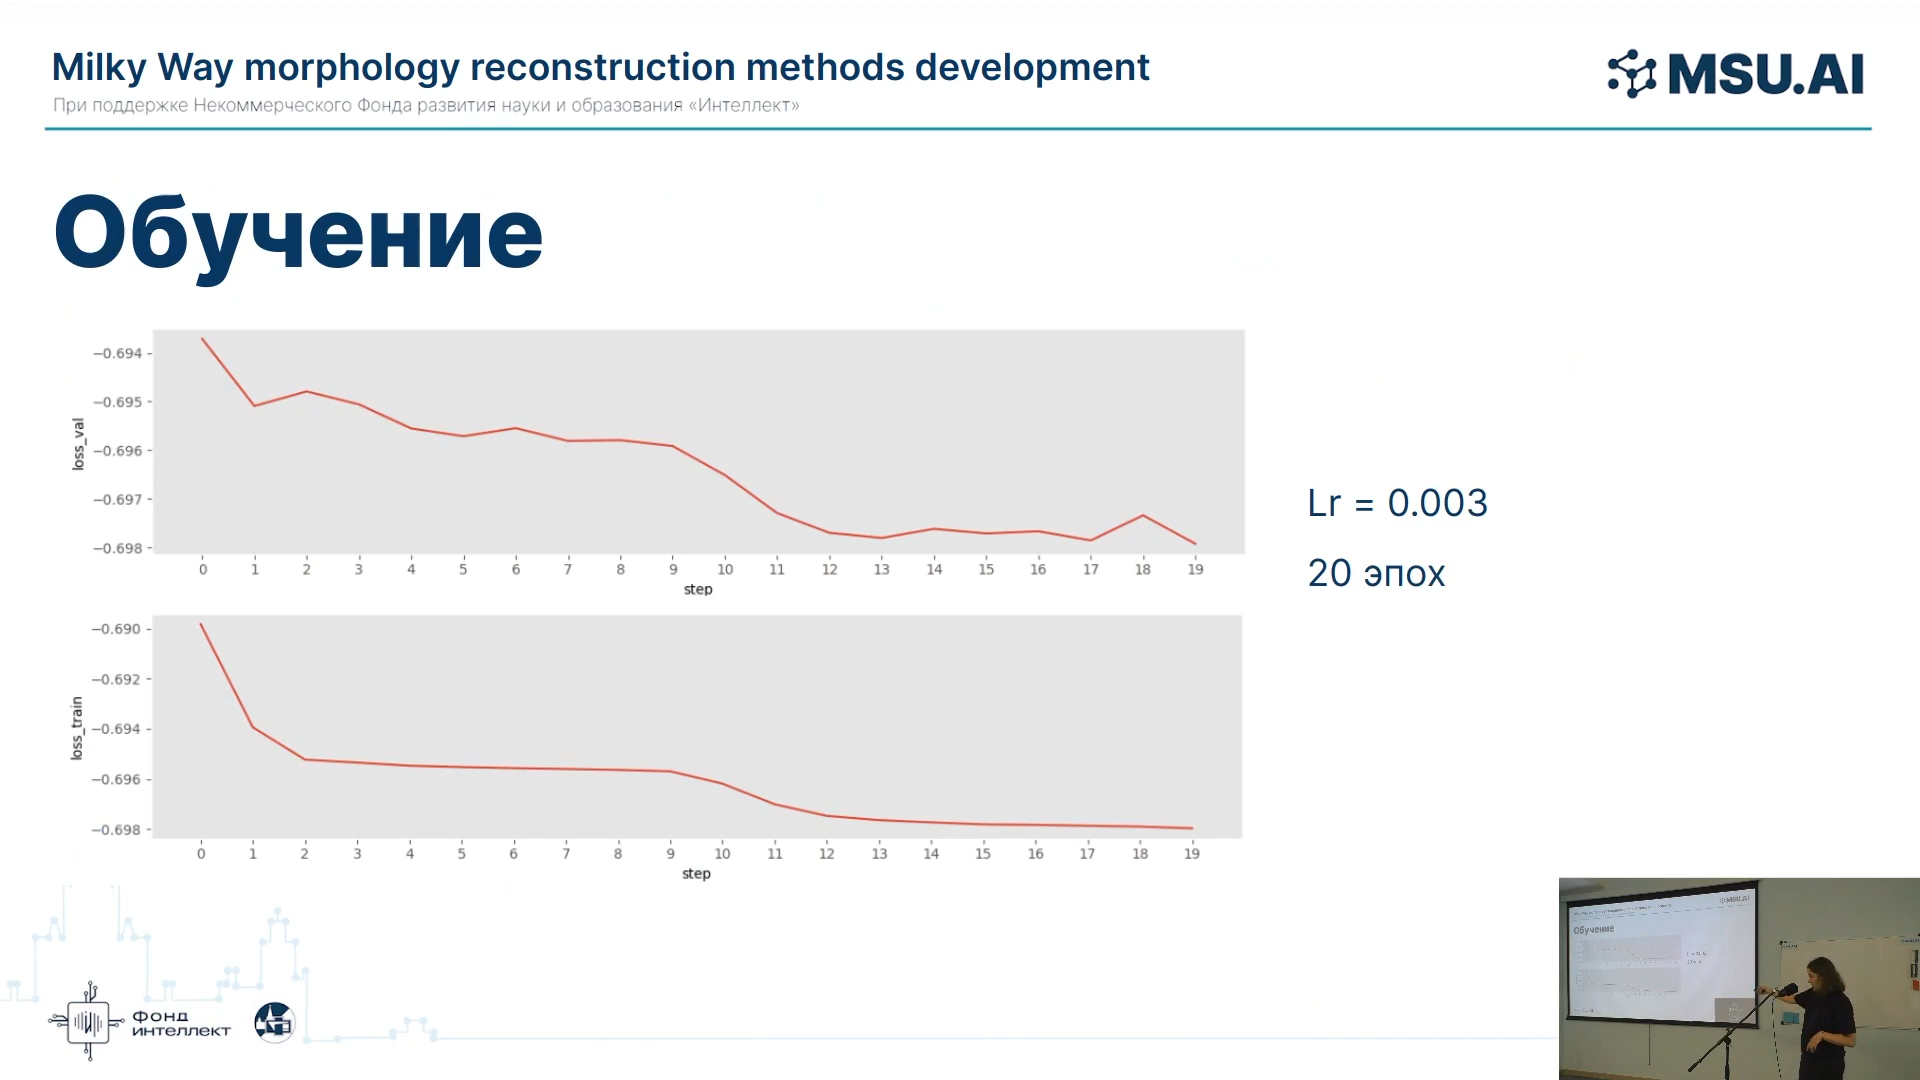 Milky Way morphology reconstruction methods development
При поддержке Некоммерческого Фонда развития науки и образования «Интеллект»
MSU.AI
Обучение
loss_val
−0.694
−0.695
−0.696
−0.697
−0.698
0 1 2 3 4 5 6 7 8 9 10 11 12 13 14 15 16 17 18 19
step
Lr = 0.003
20 эпох
loss_train
−0.690
−0.692
−0.694
−0.696
−0.698
0 1 2 3 4 5 6 7 8 9 10 11 12 13 14 15 16 17 18 19
step
ФОНД
ИНТЕЛЛЕКТ
MSU.AI
Обучение